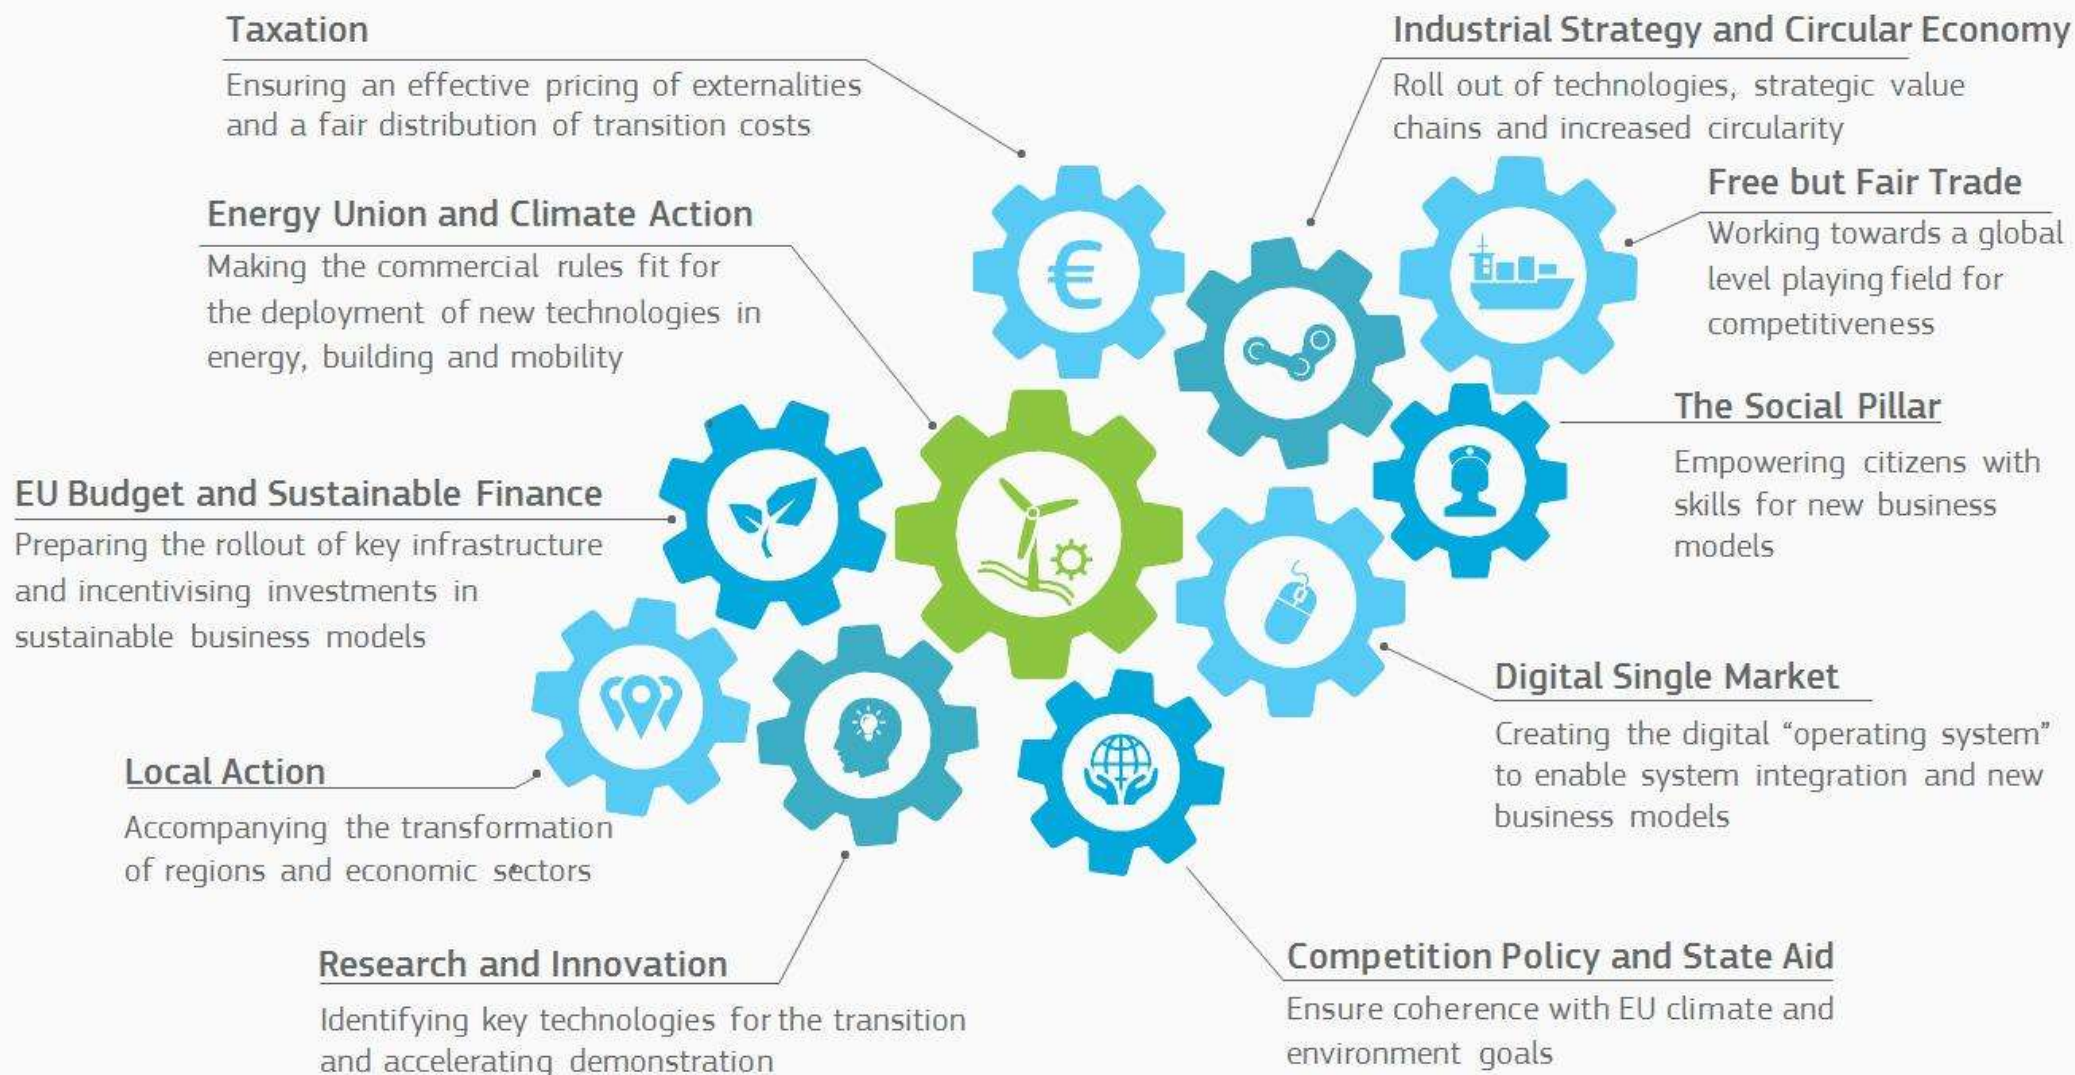 Taxation
Ensuring an effective pricing of externalities
and a fair distribution of transition costs
Energy Union and Climate Action
Making the commercial rules fit for
the deployment of new technologies in
energy, building and mobility
EU Budget and Sustainable Finance
Preparing the rollout of key infrastructure
and incentivising investments in
sustainable business models
Local Action
Accompanying the transformation
of regions and economic sectors
Research and Innovation
Identifying key technologies for the transition
and accelerating demonstration
€
Industrial Strategy and Circular Economy
Roll out of technologies, strategic value
chains and increased circularity
Free but Fair Trade
Working towards a global
level playing field for
competitiveness
The Social Pillar
Empowering citizens with
skills for new business
models
Digital Single Market
Creating the digital “operating system”
to enable system integration and new
business models
Competition Policy and State Aid
Ensure coherence with EU climate and
environment goals